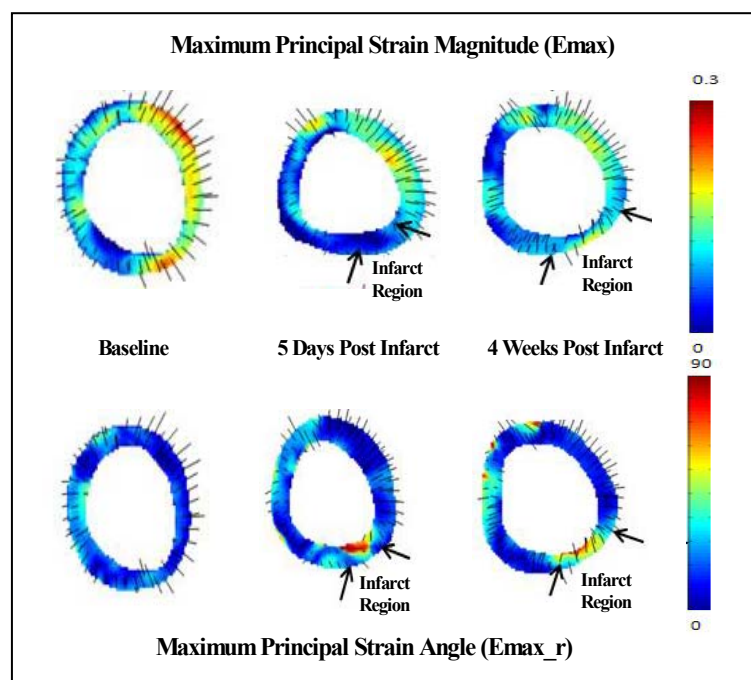 Maximum Principal Strain Magnitude (Emax)
0.3
Infarct
Region
Infarct
Region
Baseline
5 Days Post Infarct
4 Weeks Post Infarct
0
90
Infarct
Region
Infarct
Region
0
Maximum Principal Strain Angle (Emax_r)